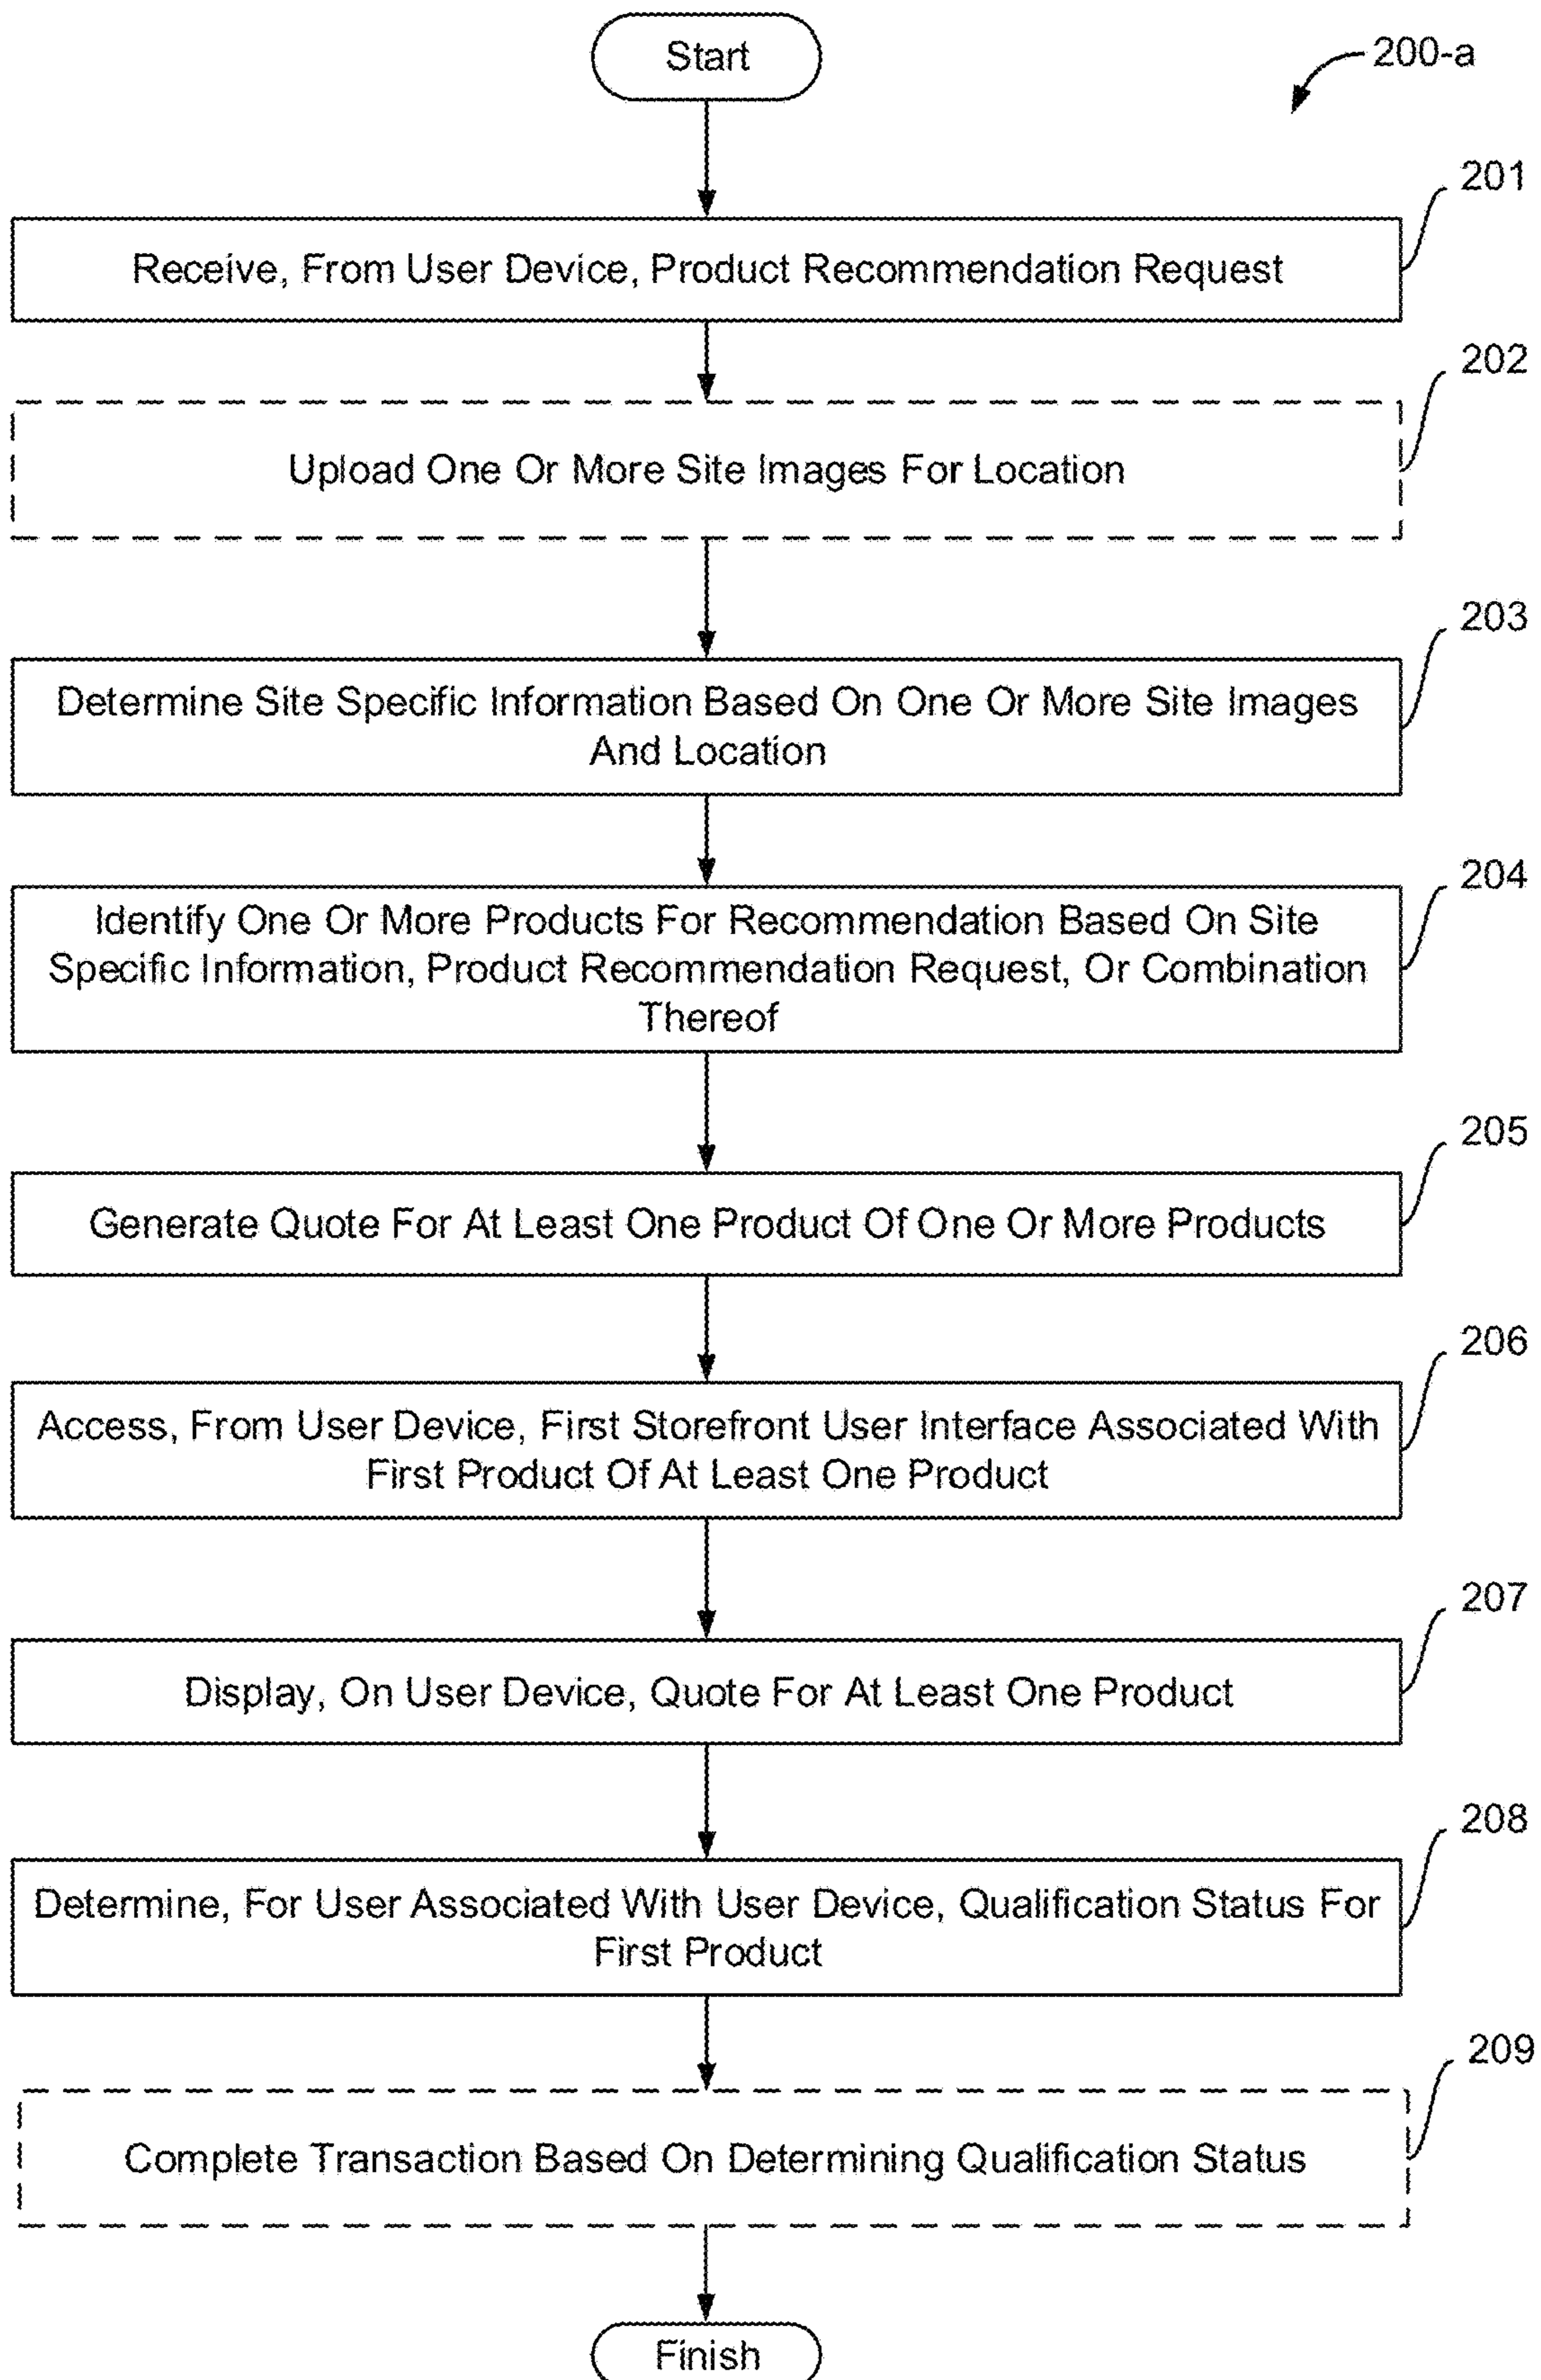 Start
200-a
201
Receive, From User Device, Product Recommendation Request
202
Upload One Or More Site Images For Location
203
Determine Site Specific Information Based On One Or More Site Images
And Location
204
Identify One Or More Products For Recommendation Based On Site
Specific Information, Product Recommendation Request, Or Combination
Thereof
205
Generate Quote For At Least One Product Of One Or More Products
206
Access, From User Device, First Storefront User Interface Associated With
First Product Of At Least One Product
207
Display, On User Device, Quote For At Least One Product
208
Determine, For User Associated With User Device, Qualification Status For
First Product
209
Complete Transaction Based On Determining Qualification Status
Finish